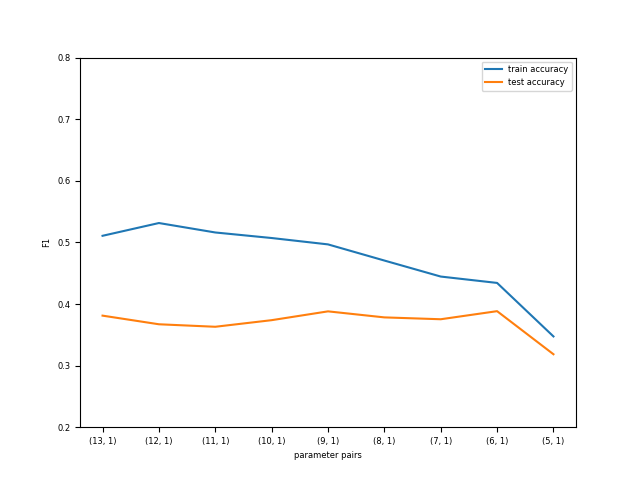 train accuracy
test accuracy
0.8
0.7
0.6
0.5
0.4
0.3
0.2
F1
(13, 1) (12, 1) (11, 1) (10, 1) (9, 1) (8, 1) (7, 1) (6, 1) (5, 1)
parameter pairs